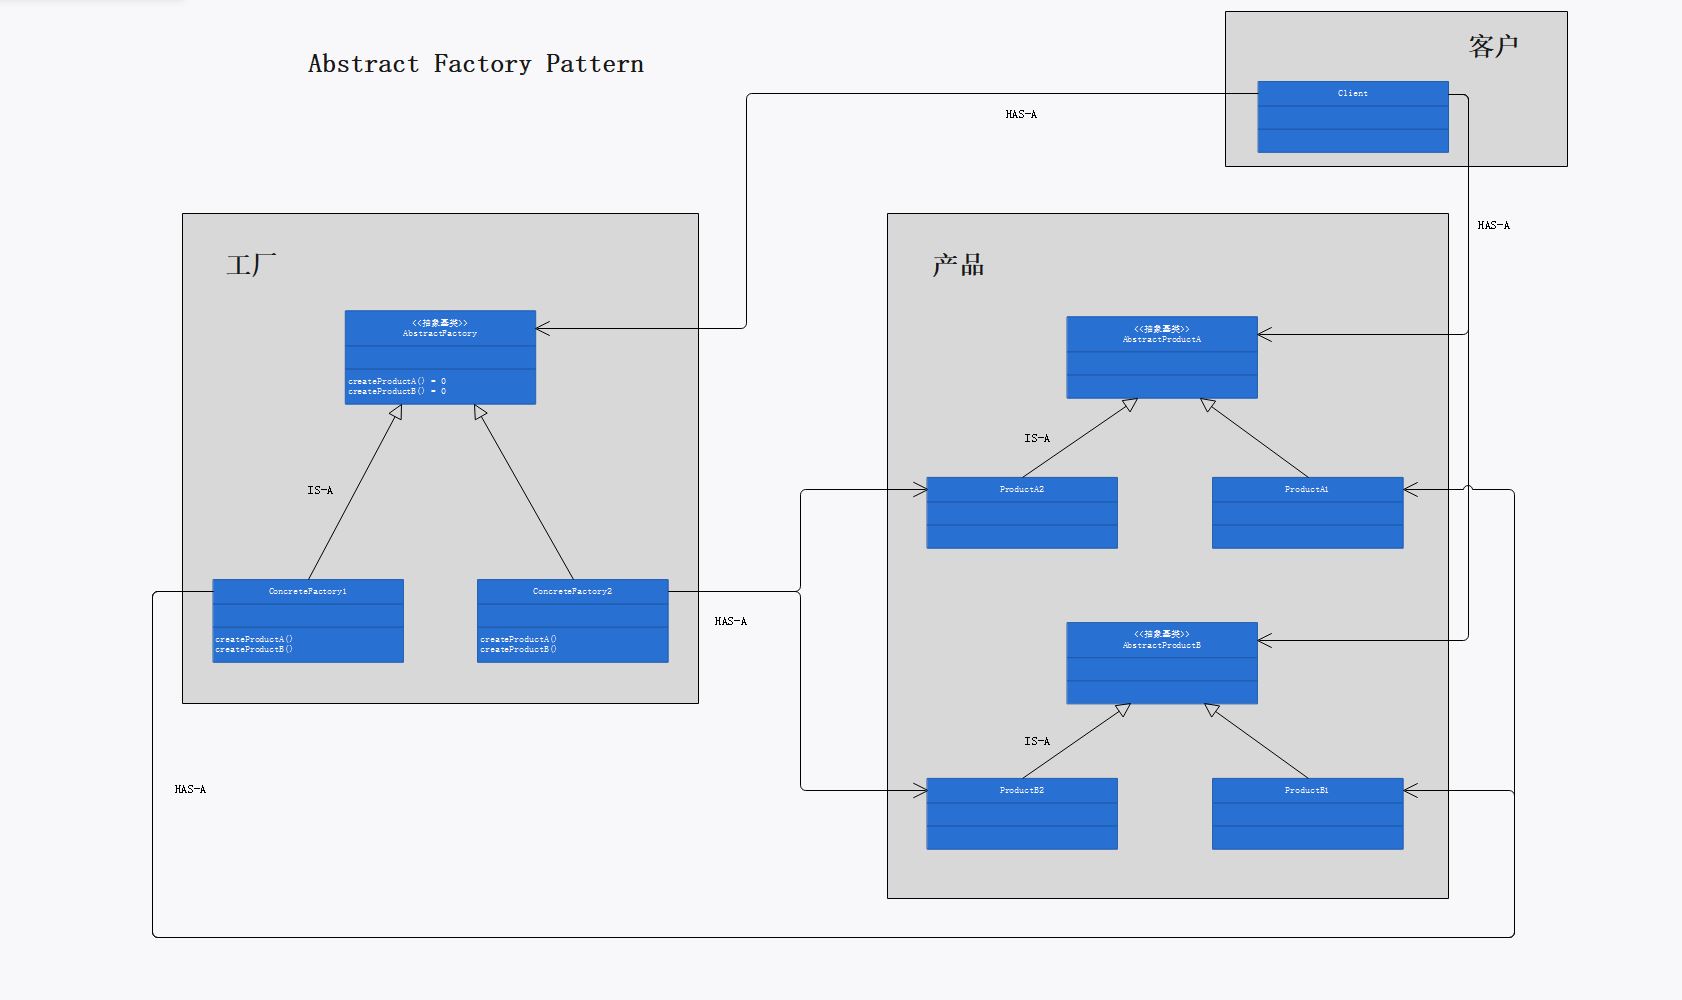 Abstract Factory Pattern
客户
Client
HAS-A
HAS-A
工厂
<<抽象基类>>
AbstractFactory
createProductA() = 0
createProductB() = 0
IS-A
ConcreteFactory1
createProductA()
createProductB()
ConcreteFactory2
createProductA()
createProductB()
HAS-A
HAS-A
产品
<<抽象基类>>
AbstractProductA
IS-A
ProductA2
ProductA1
<<抽象基类>>
AbstractProductB
IS-A
ProductB2
ProductB1